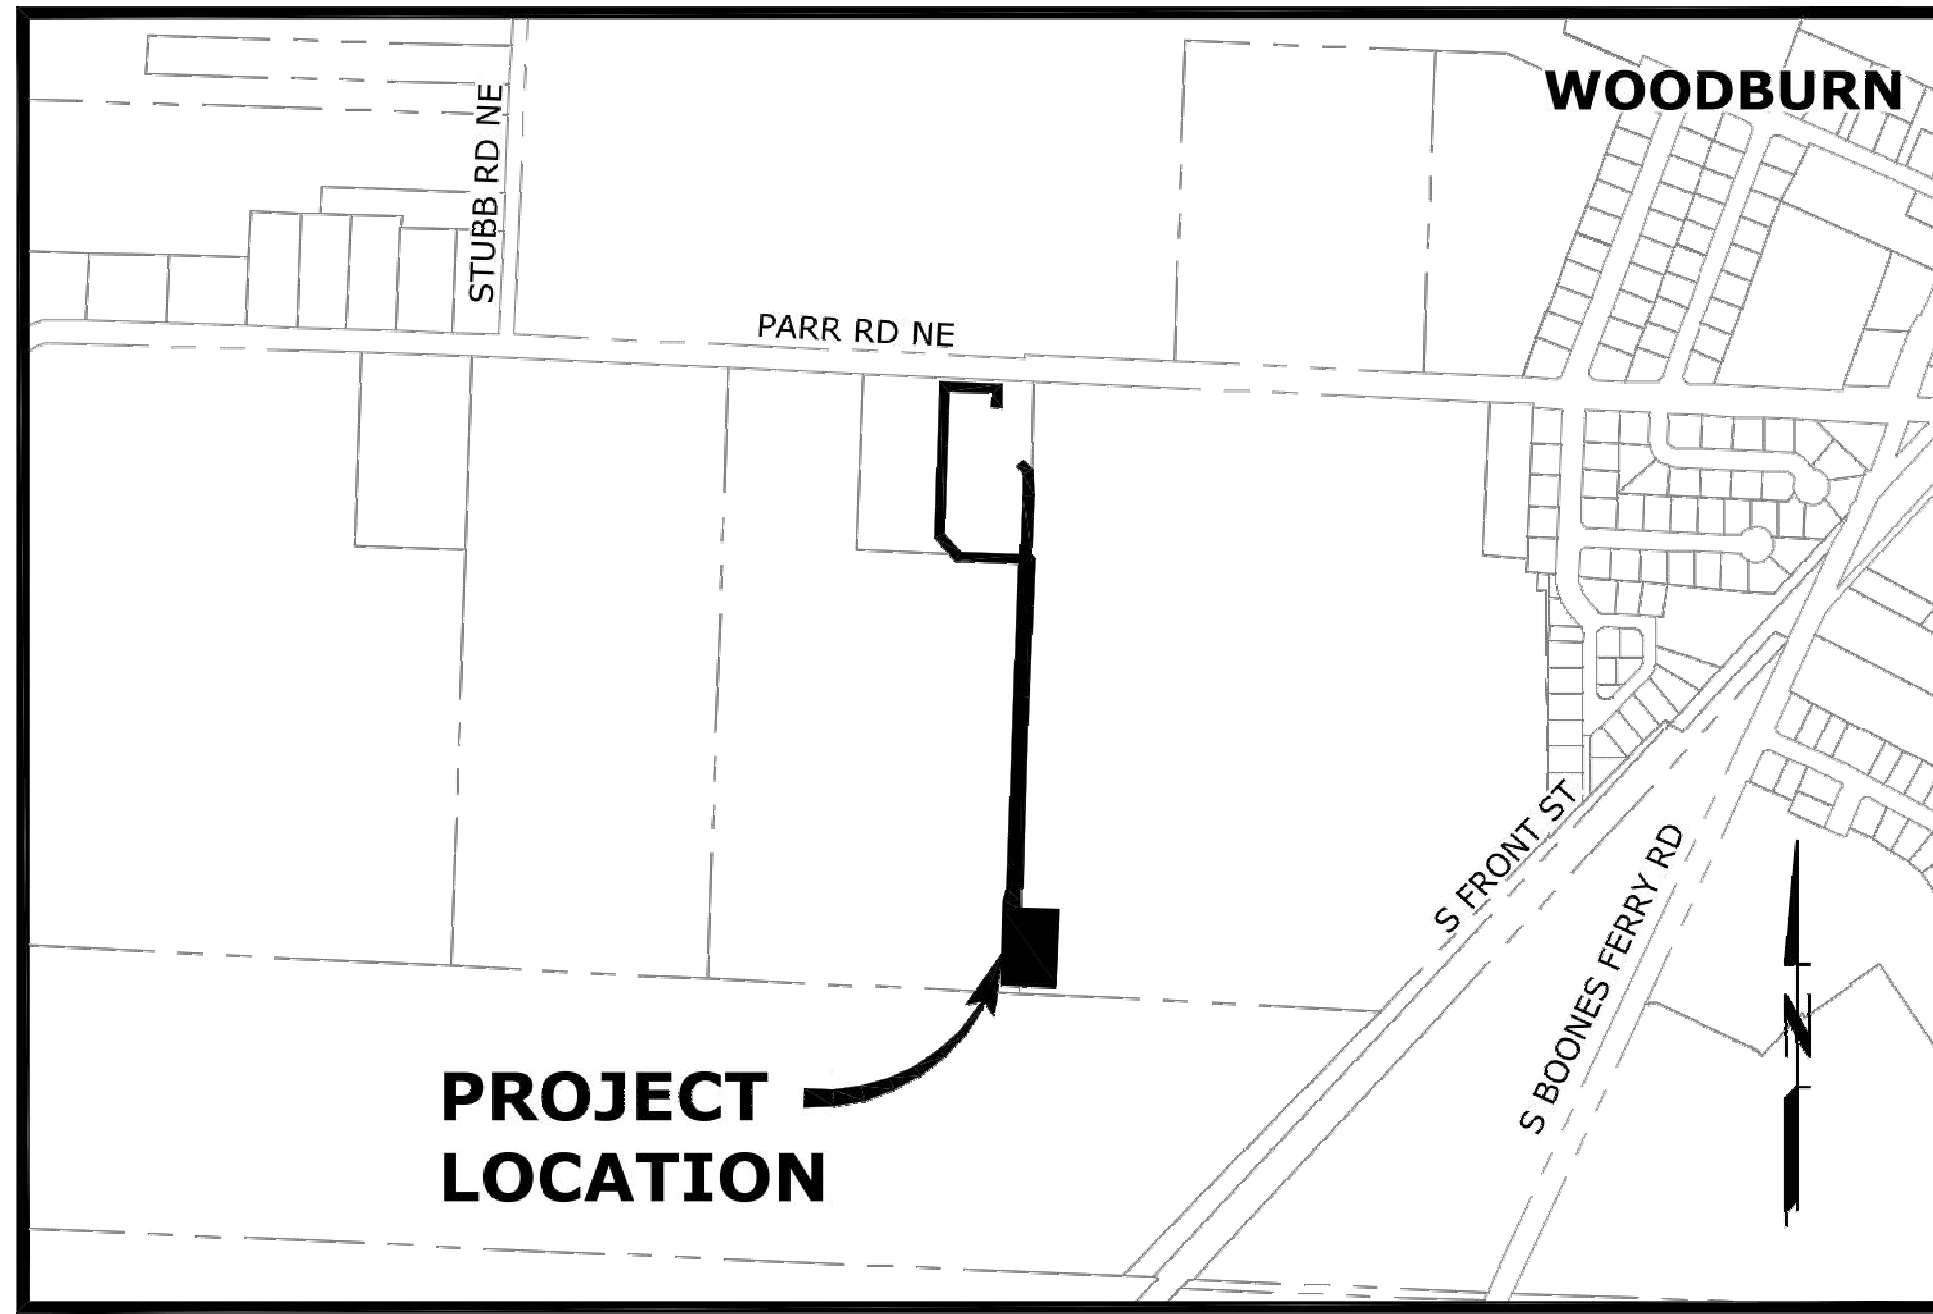 WOODBURN
STUBB RD NE
PARR RD NE
S FRONT ST
S BOONES FERRY RD
N
PROJECT
LOCATION